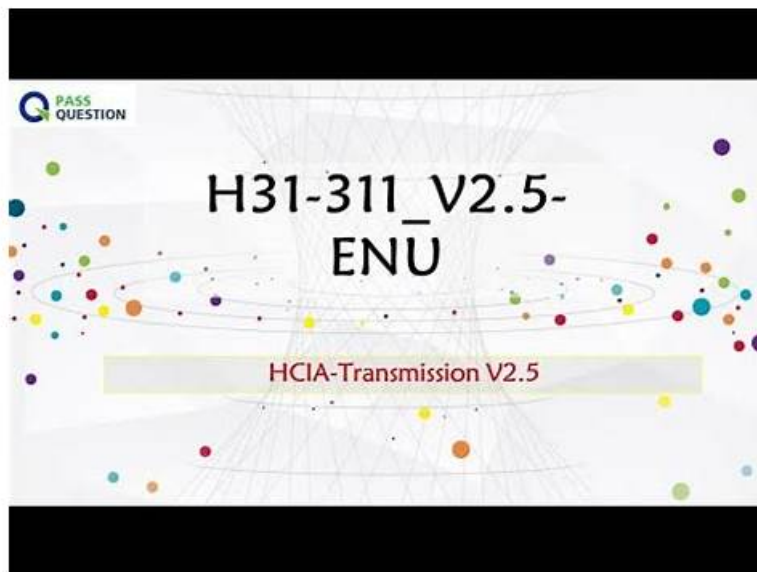 PASS
QUESTION
H31-311_V2.5-
ENU
HCIA-Transmission V2.5